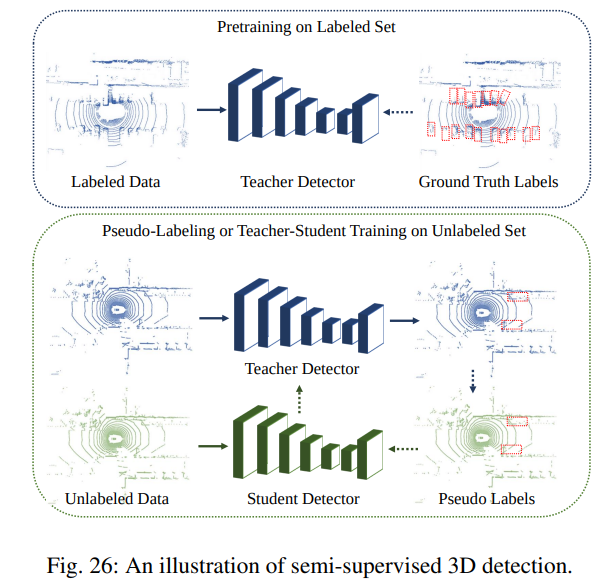 Pretraining on Labeled Set
Labeled Data
Teacher Detector
Ground Truth Labels
Pseudo-Labeling or Teacher-Student Training on Unlabeled Set
Teacher Detector
Unlabeled Data
Student Detector
Pseudo Labels
Fig. 26: An illustration of semi-supervised 3D detection.